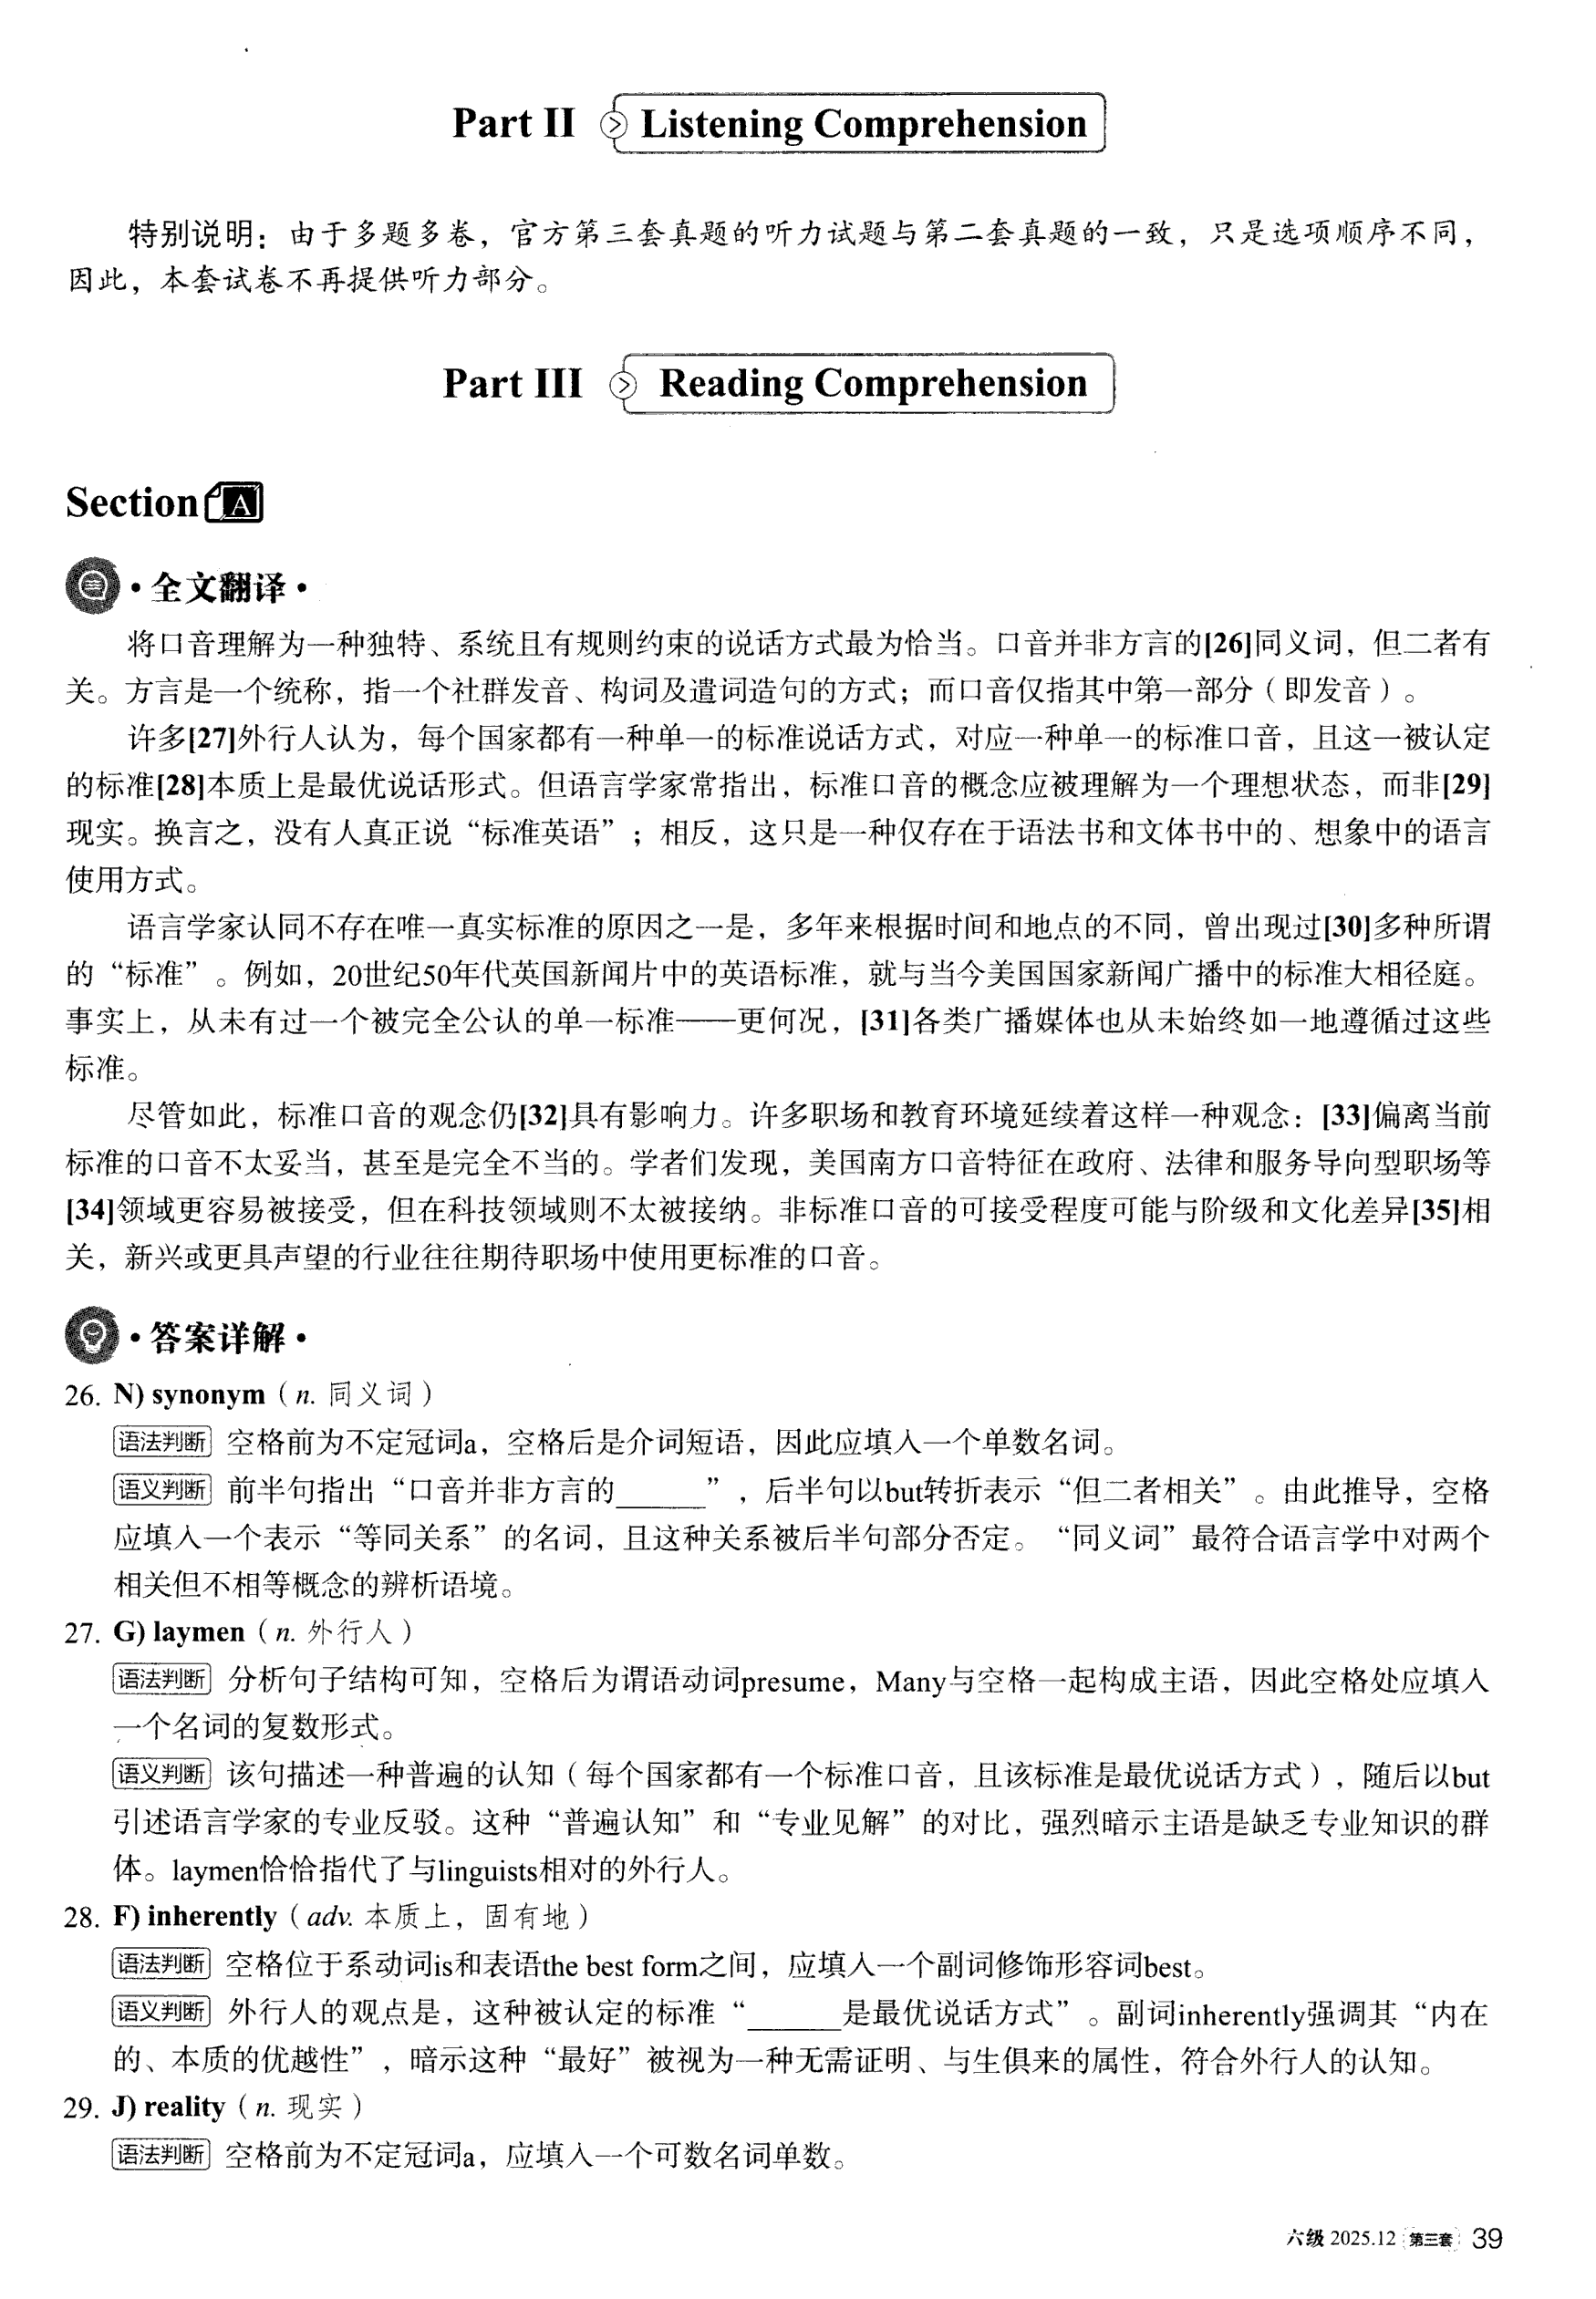 Part II Listening Comprehension
特别说明：由于多题多卷，官方第三套真题的听力试题与第二套真题的一致，只是选项顺序不同，
因此，本套试卷不再提供听力部分。
Part III Reading Comprehension
Section A
·全文翻译·
将口音理解为一种独特、系统且有规则约束的说话方式最为恰当。口音并非方言的[26]同义词，但二者有
关。方言是一个统称，指一个社群发音、构词及遣词造句的方式；而口音仅指其中第一部分（即发音）。
许多[27]外行人认为，每个国家都有一种单一的标准说话方式，对应一种单一的标准口音，且这一被认定
的标准[28]本质上是最优说话形式。但语言学家常指出，标准口音的概念应被理解为一个理想状态，而非[29]
现实。换言之，没有人真正说“标准英语”；相反，这只是一种仅存在于语法书和文体书中的、想象中的语言
使用方式。
语言学家认同不存在唯一真实标准的原因之一是，多年来根据时间和地点的不同，曾出现过[30]多种所谓
的“标准”。例如，20世纪50年代英国新闻片中的英语标准，就与当今美国国家新闻广播中的标准大相径庭。
事实上，从未有过一个被完全公认的单一标准——更何况，[31]各类广播媒体也从未始终如一地遵循过这些
标准。
尽管如此，标准口音的观念仍[32]具有影响力。许多职场和教育环境延续着这样一种观念：[33]偏离当前
标准的口音不太妥当，甚至是完全不当的。学者们发现，美国南方口音特征在政府、法律和服务导向型职场等
[34]领域更容易被接受，但在科技领域则不太被接纳。非标准口音的可接受程度可能与阶级和文化差异[35]相
关，新兴或更具声望的行业往往期待职场中使用更标准的口音。
·答案详解·
26. N) synonym（n. 同义词）
语法判断 空格前为不定冠词a，空格后是介词短语，因此应填入一个单数名词。
语义判断 前半句指出“口音并非方言的______”，后半句以but转折表示“但二者相关”。由此推导，空格
应填入一个表示“等同关系”的名词，且这种关系被后半句部分否定。“同义词”最符合语言学中对两个
相关但不相等概念的辨析语境。
27. G) laymen（n. 外行人）
语法判断 分析句子结构可知，空格后为谓语动词presume，Many与空格一起构成主语，因此空格处应填入
一个名词的复数形式。
语义判断 该句描述一种普遍的认知（每个国家都有一个标准口音，且该标准是最优说话方式），随后以but
引述语言学家的专业反驳。这种“普遍认知”和“专业见解”的对比，强烈暗示主语是缺乏专业知识的群
体。laymen恰恰指代了与linguists相对的外行人。
28. F) inherently（adv. 本质上，固有地）
语法判断 空格位于系动词is和表语the best form之间，应填入一个副词修饰形容词best。
语义判断 外行人的观点是，这种被认定的标准“______是最优说话方式”。副词inherently强调其“内在
的、本质的优越性”，暗示这种“最好”被视为一种无需证明、与生俱来的属性，符合外行人的认知。
29. J) reality（n. 现实）
语法判断 空格前为不定冠词a，应填入一个可数名词单数。
六级 2025.12 第三套 39